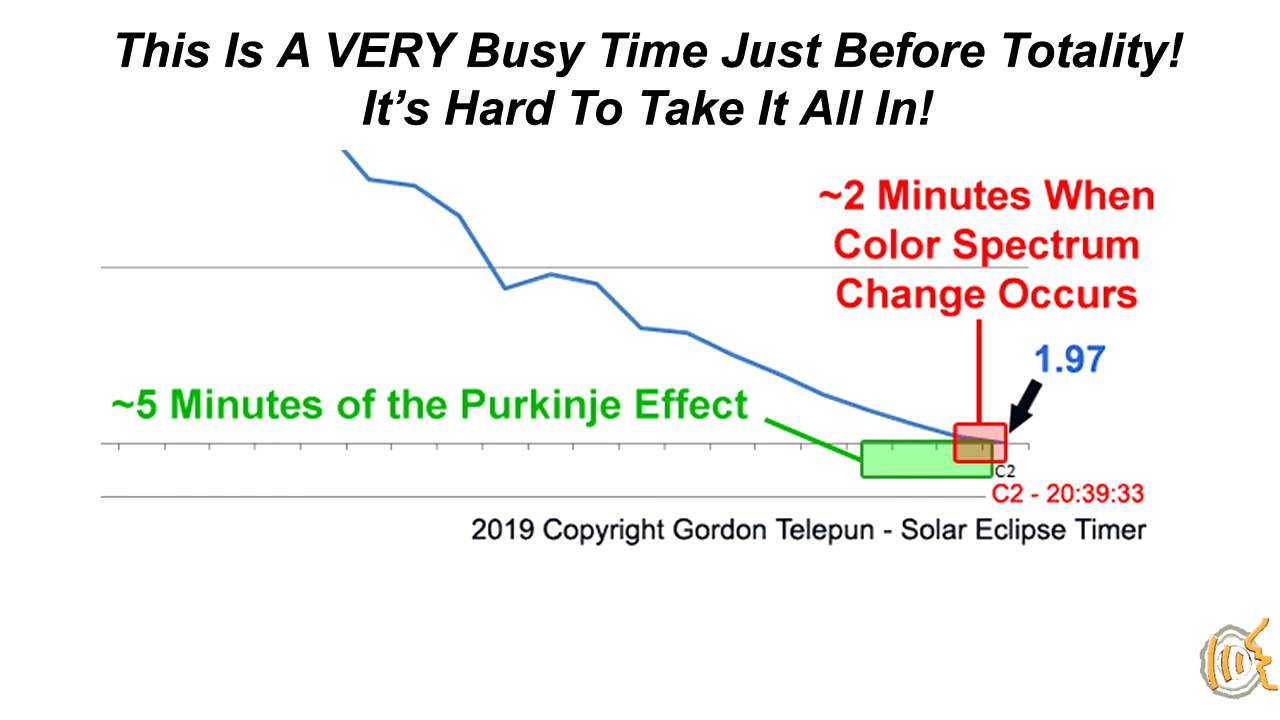 This Is A VERY Busy Time Just Before Totality!
It’s Hard To Take It All In!
~2 Minutes When
Color Spectrum
Change Occurs
1.97
~5 Minutes of the Purkinje Effect
C2
C2 - 20:39:33
2019 Copyright Gordon Telepun - Solar Eclipse Timer